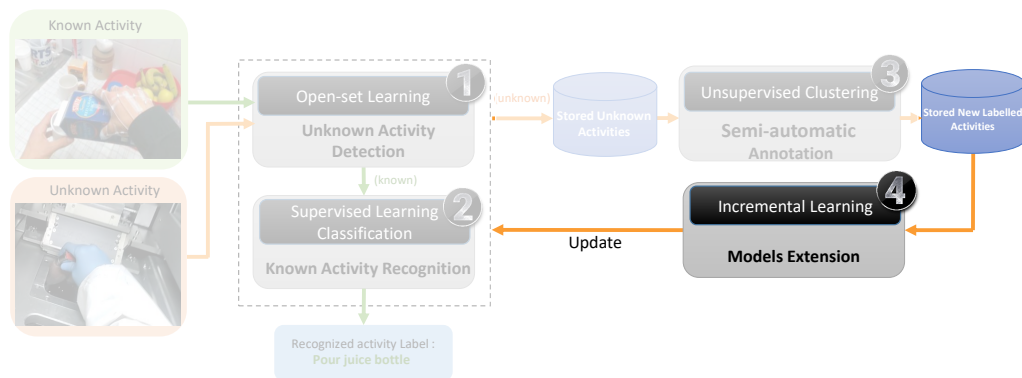 Known Activity
RTS
Unknown Activity
1
Open-set Learning
Unknown Activity
Detection
(known)
2
Supervised Learning
Classification
Known Activity Recognition
Recognized activity Label :
Pour juice bottle
(unknown)
Stored Unknown
Activities
3
Unsupervised Clustering
Semi-automatic
Annotation
Stored New Labelled
Activities
4
Incremental Learning
Models Extension
Update